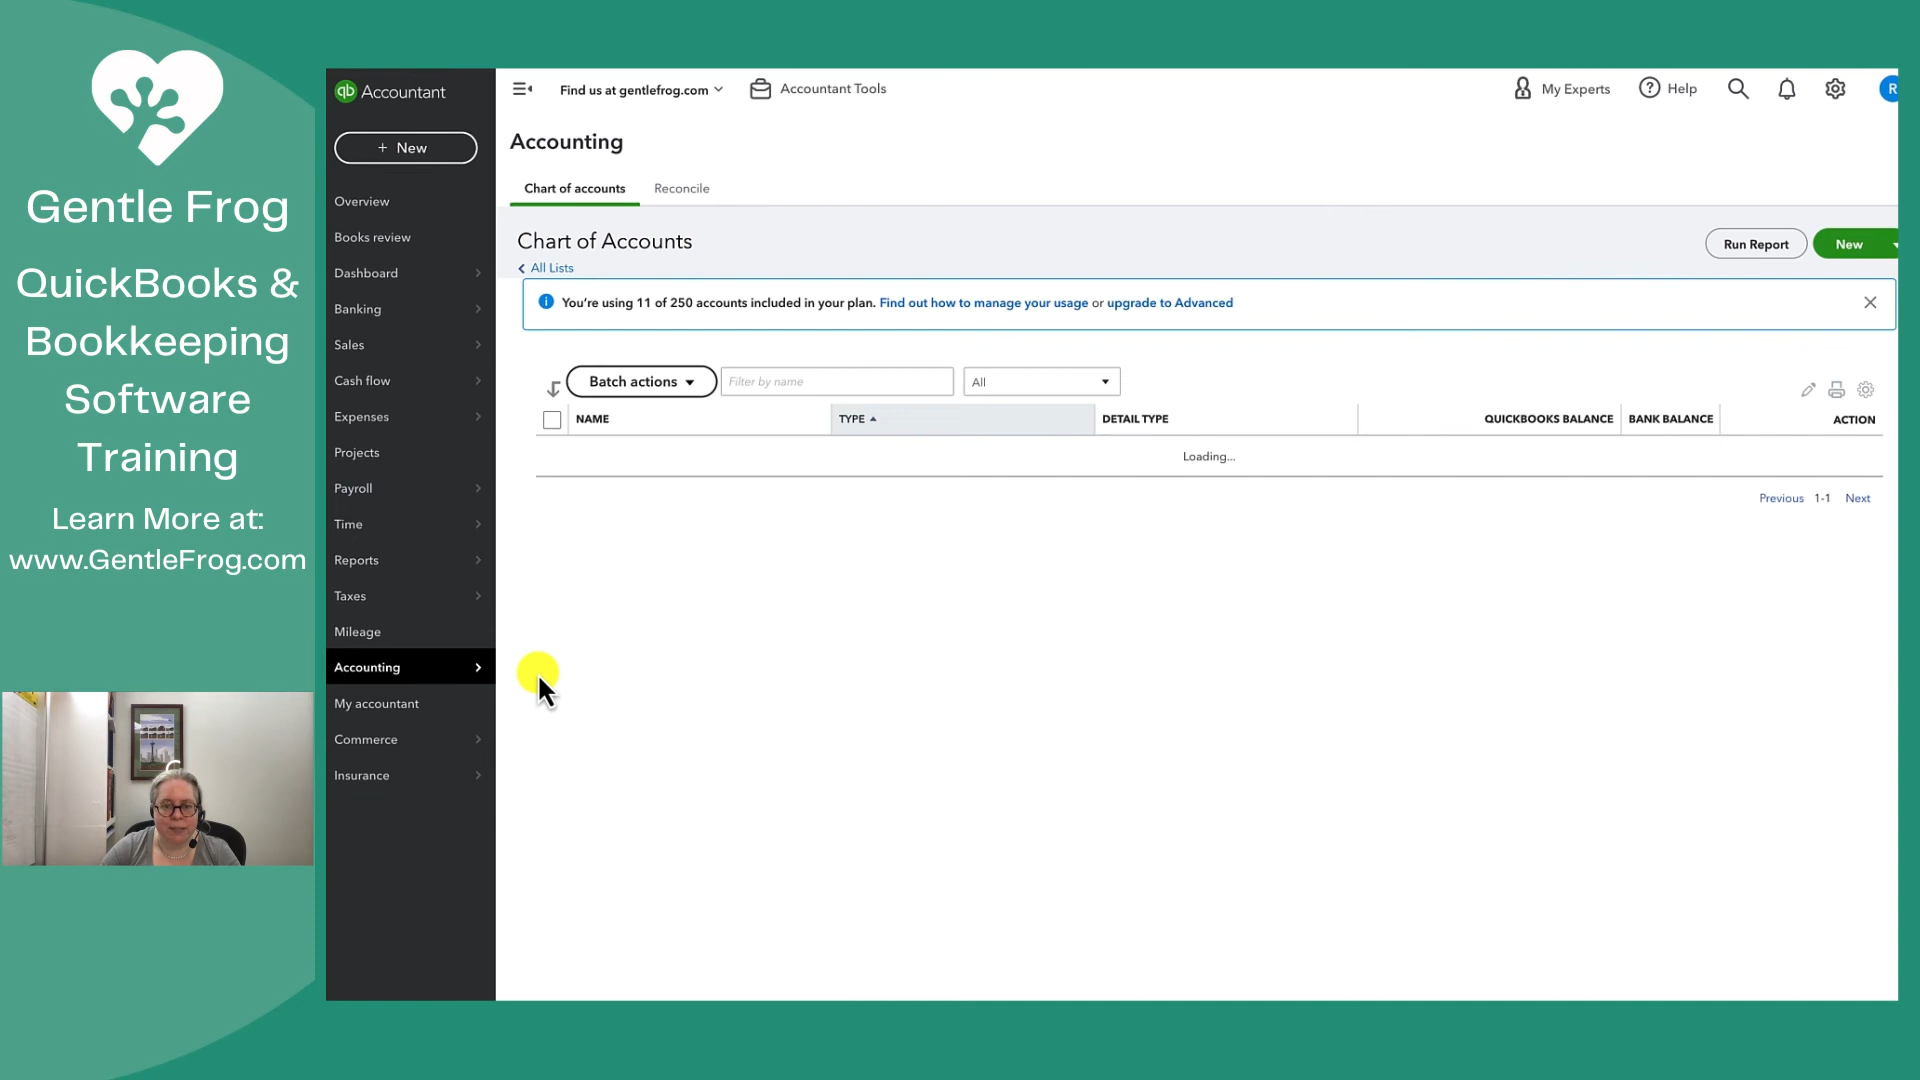 Gentle Frog
QuickBooks &
Bookkeeping
Software
Training
Learn More at:
www.GentleFrog.com
qb Accountant
+ New
Overview
Books review
Dashboard
Banking
Sales
Cash flow
Expenses
Projects
Payroll
Time
Reports
Taxes
Mileage
Accounting
My accountant
Commerce
Insurance
Find us at gentlefrog.com
Accountant Tools
My Experts
? Help
R
Accounting
Chart of accounts
Reconcile
Chart of Accounts
All Lists
Run Report
New
You're using 11 of 250 accounts included in your plan. Find out how to manage your usage or upgrade to Advanced
Batch actions
Filter by name
All
NAME
TYPE
DETAIL TYPE
QUICKBOOKS BALANCE
BANK BALANCE
ACTION
Loading...
Previous 1-1 Next